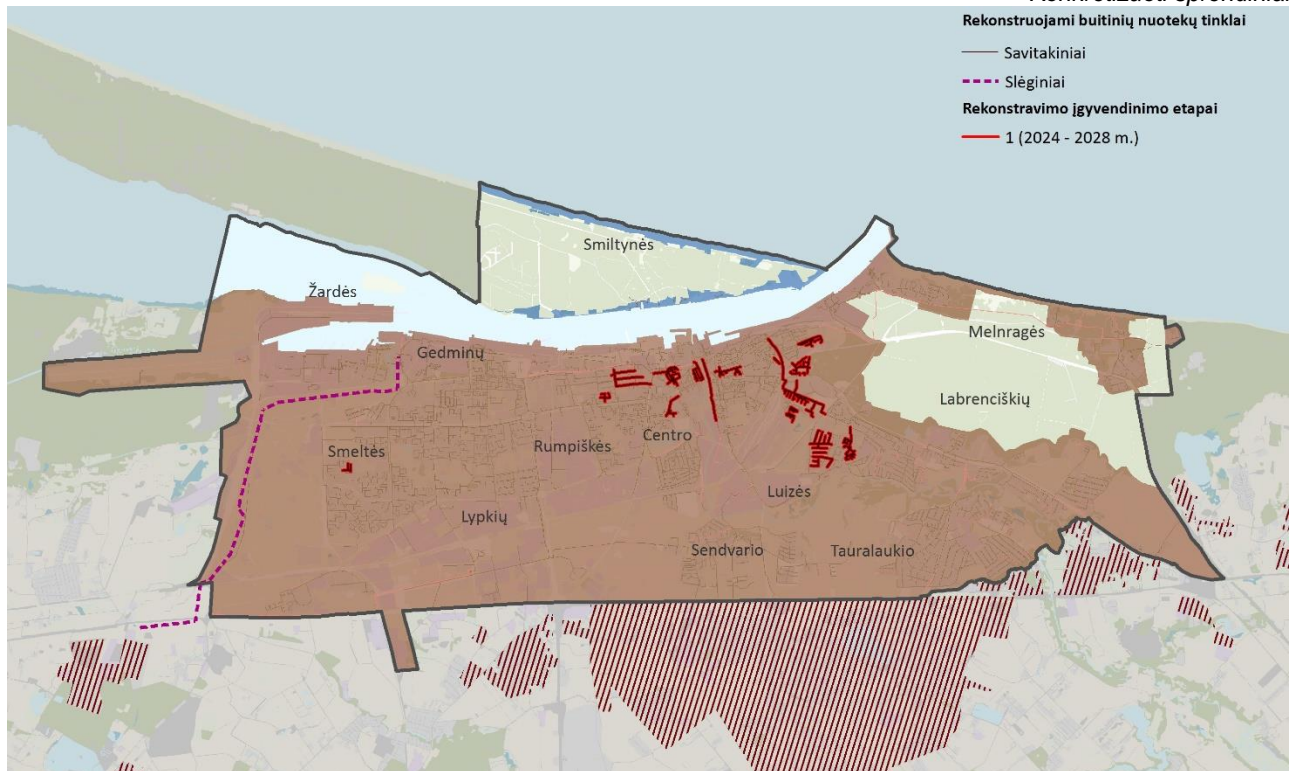 Rekonstruojami buitinių nuotekų tinklai
Savitakiniai
Slėginiai
Rekonstravimo įgyvendinimo etapai
1 (2024 - 2028 m.)
Smiltynės
Žardės
Melnragės
Gedminų
Labrenciškių
Smeltės
Rumpiškės
Centro
Luizės
Lypkių
Sendvario
Tauralaukio